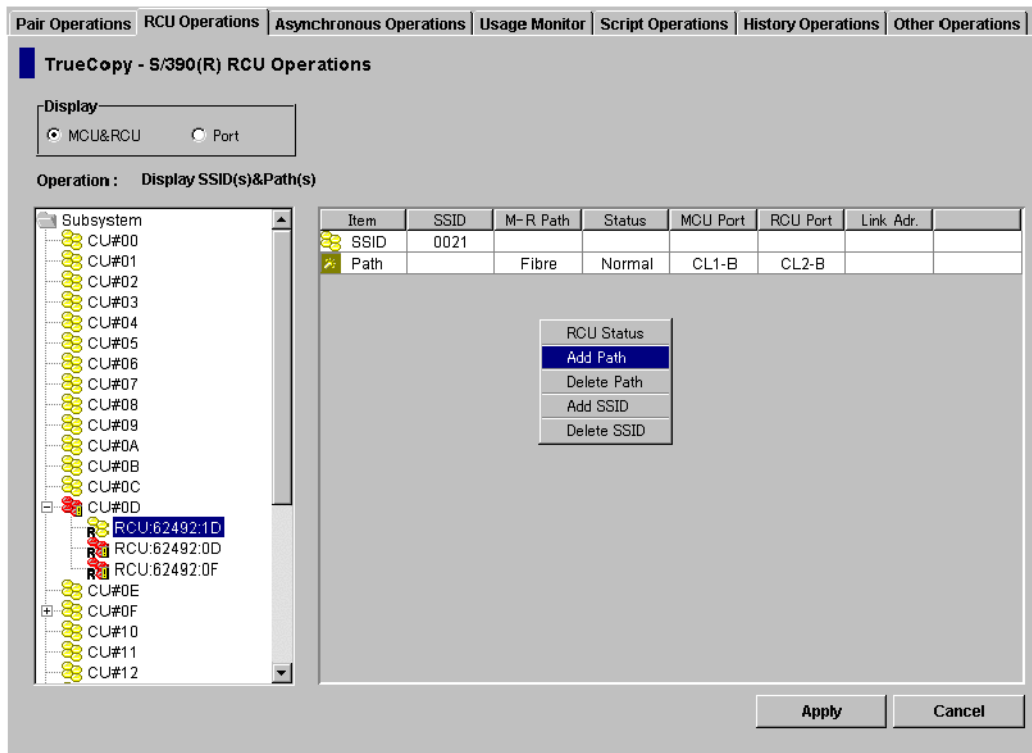 Pair Operations RCU Operations Asynchronous Operations Usage Monitor Script Operations History Operations Other Operations
TrueCopy - S/390(R) RCU Operations
Display
MCU&RCU Port
Operation : Display SSID(s)&Path(s)
Subsystem
CU#00
CU#01
CU#02
CU#03
CU#04
CU#05
CU#06
CU#07
CU#08
CU#09
CU#0A
CU#0B
CU#0C
CU#0D
RCU:62492:1D
RCU:62492:0D
RCU:62492:0F
CU#0E
CU#0F
CU#10
CU#11
CU#12
Item SSID M-R Path Status MCU Port RCU Port Link Adr.
SSID 0021
Path Fibre Normal CL1-B CL2-B
RCU Status
Add Path
Delete Path
Add SSID
Delete SSID
Apply Cancel